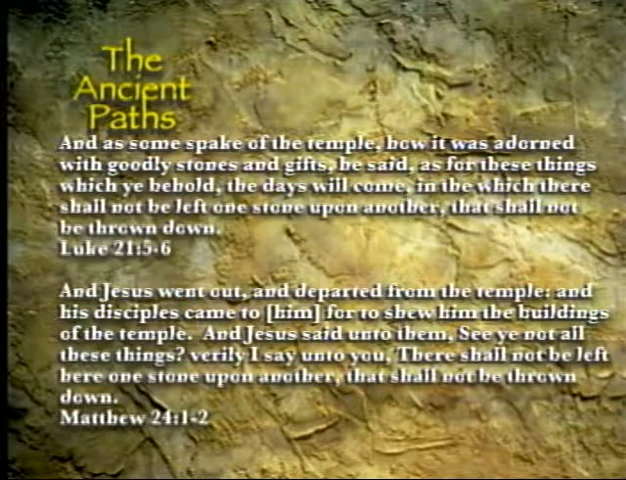 The
Ancient
Paths
And as some spake of the temple, how it was adorned
with goodly stones and gifts, he said, as for these things
which ye behold, the days will come, in the which there
shall not be left one stone upon another, that shall not
be thrown down.
Luke 21:5-6
And Jesus went out, and departed from the temple: and
his disciples came to [him] for to shew him the buildings
of the temple. And Jesus said unto them, See ye not all
these things? verily I say unto you, There shall not be left
here one stone upon another, that shall not be thrown
down.
Matthew 24:1-2